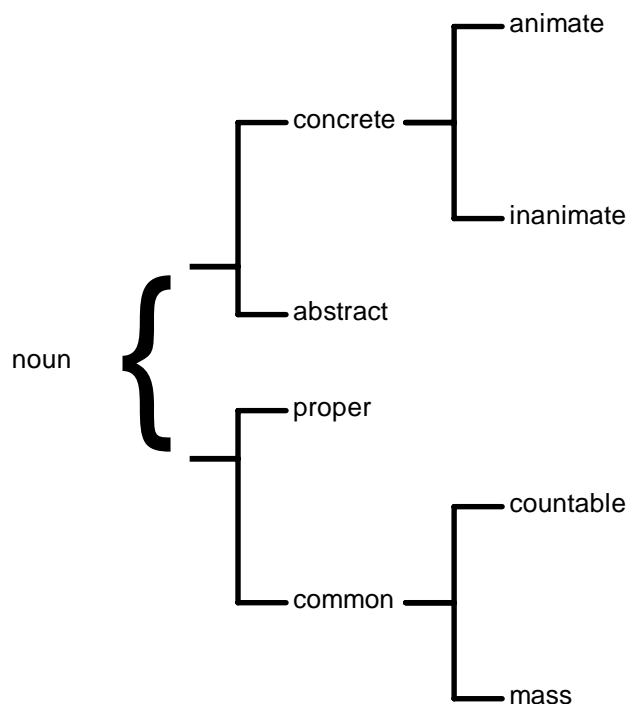 animate
concrete
inanimate
abstract
noun
proper
countable
common
mass